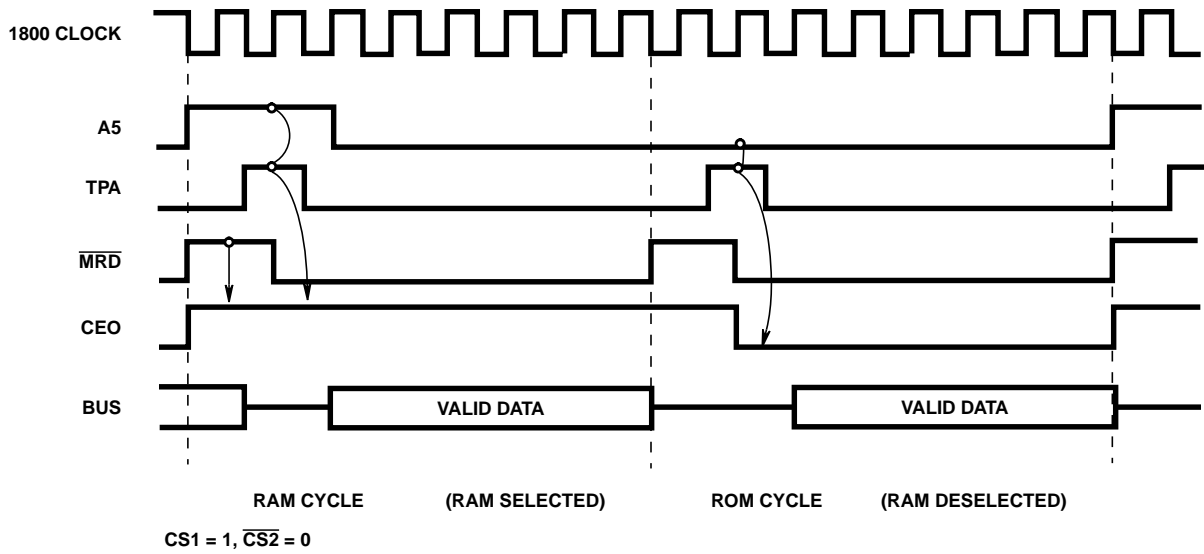 1800 CLOCK
A5
TPA
MRD
CEO
BUS VALID DATA VALID DATA
RAM CYCLE (RAM SELECTED) ROM CYCLE (RAM DESELECTED)
CS1 = 1, CS2 = 0